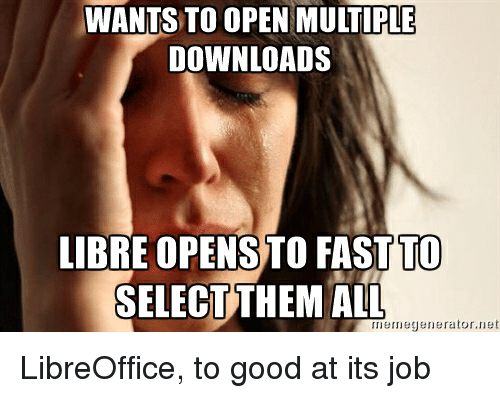 WANTS TO OPEN MULTIPLE
DOWNLOADS
LIBRE OPENS TO FAST TO
SELECT THEM ALL
memegenerator.net
LibreOffice, to good at its job